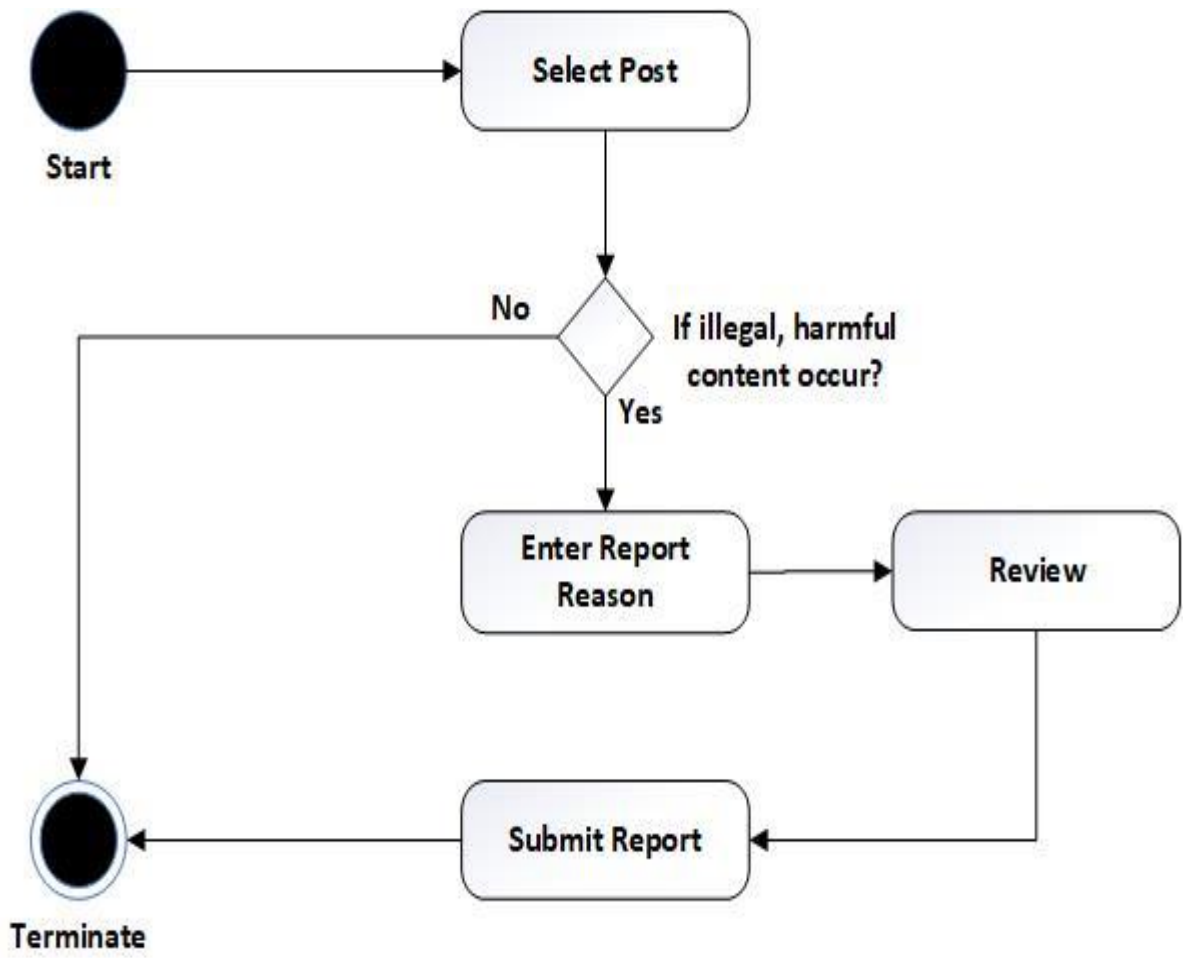 Select Post
Start
No
If illegal, harmful
content occur?
Yes
Enter Report
Reason
Review
Submit Report
Terminate